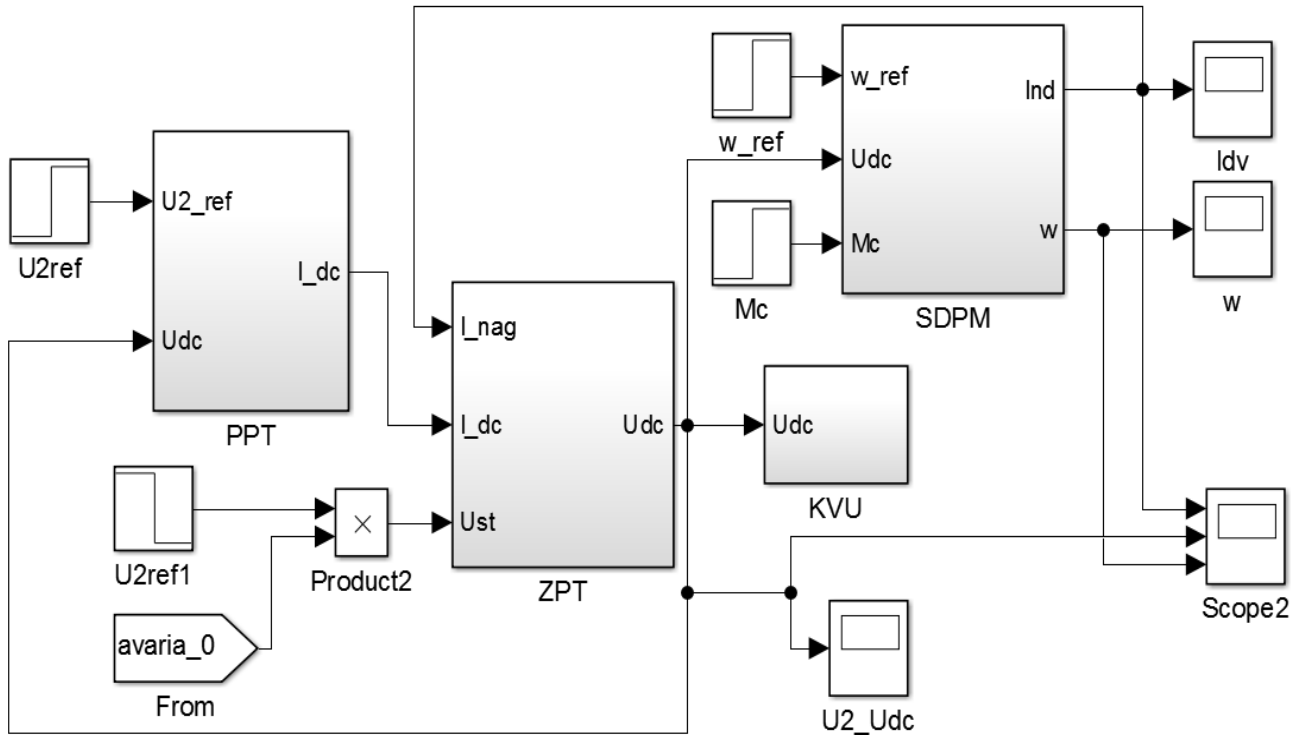 w_ref
w_ref
Udc
Mc
Ind
w
Mc
SDPM
Idv
w
U2ref
U2_ref
I_dc
Udc
PPT
I_nag
I_dc
Ust
Udc
ZPT
Udc
KVU
U2ref1
×
Product2
avaria_0
From
U2_Udc
Scope2